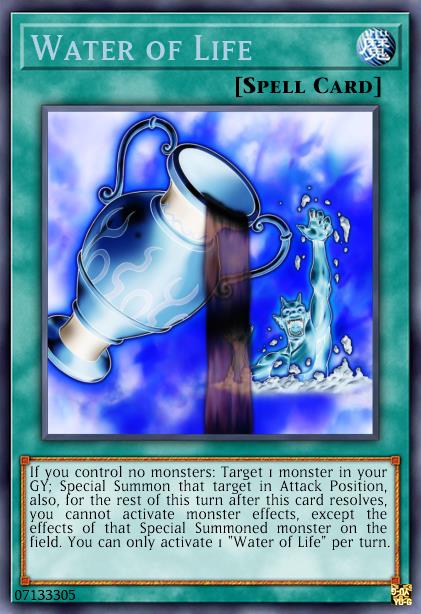 Water of Life
魔
[Spell Card]
If you control no monsters: Target 1 monster in your
GY; Special Summon that target in Attack Position,
also, for the rest of this turn after this card resolves,
you cannot activate monster effects, except the
effects of that Special Summoned monster on the
field. You can only activate 1 "Water of Life" per turn.
07133305